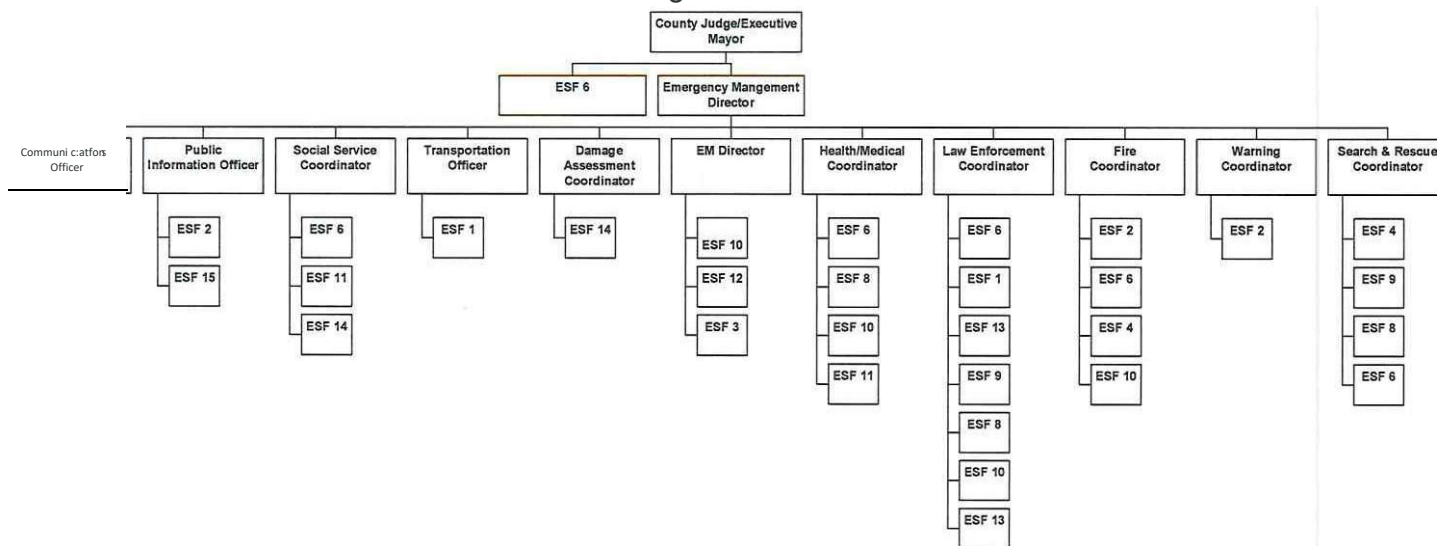 County Judge/Executive
Mayor
ESF 6
Emergency Mangement
Director
Communi c:atfons
Officer
Public
Information Officer
Social Service
Coordinator
Transportation
Officer
Damage
Assessment
Coordinator
EM Director
Health/Medical
Coordinator
Law Enforcement
Coordinator
Fire
Coordinator
Warning
Coordinator
Search & Rescue
Coordinator
ESF 2
ESF 15
ESF 6
ESF 11
ESF 14
ESF 1
ESF 14
ESF 10
ESF 12
ESF 3
ESF 6
ESF 8
ESF 10
ESF 11
ESF 6
ESF 1
ESF 13
ESF 9
ESF 8
ESF 10
ESF 13
ESF 2
ESF 6
ESF 4
ESF 10
ESF 2
ESF 4
ESF 9
ESF 8
ESF 6